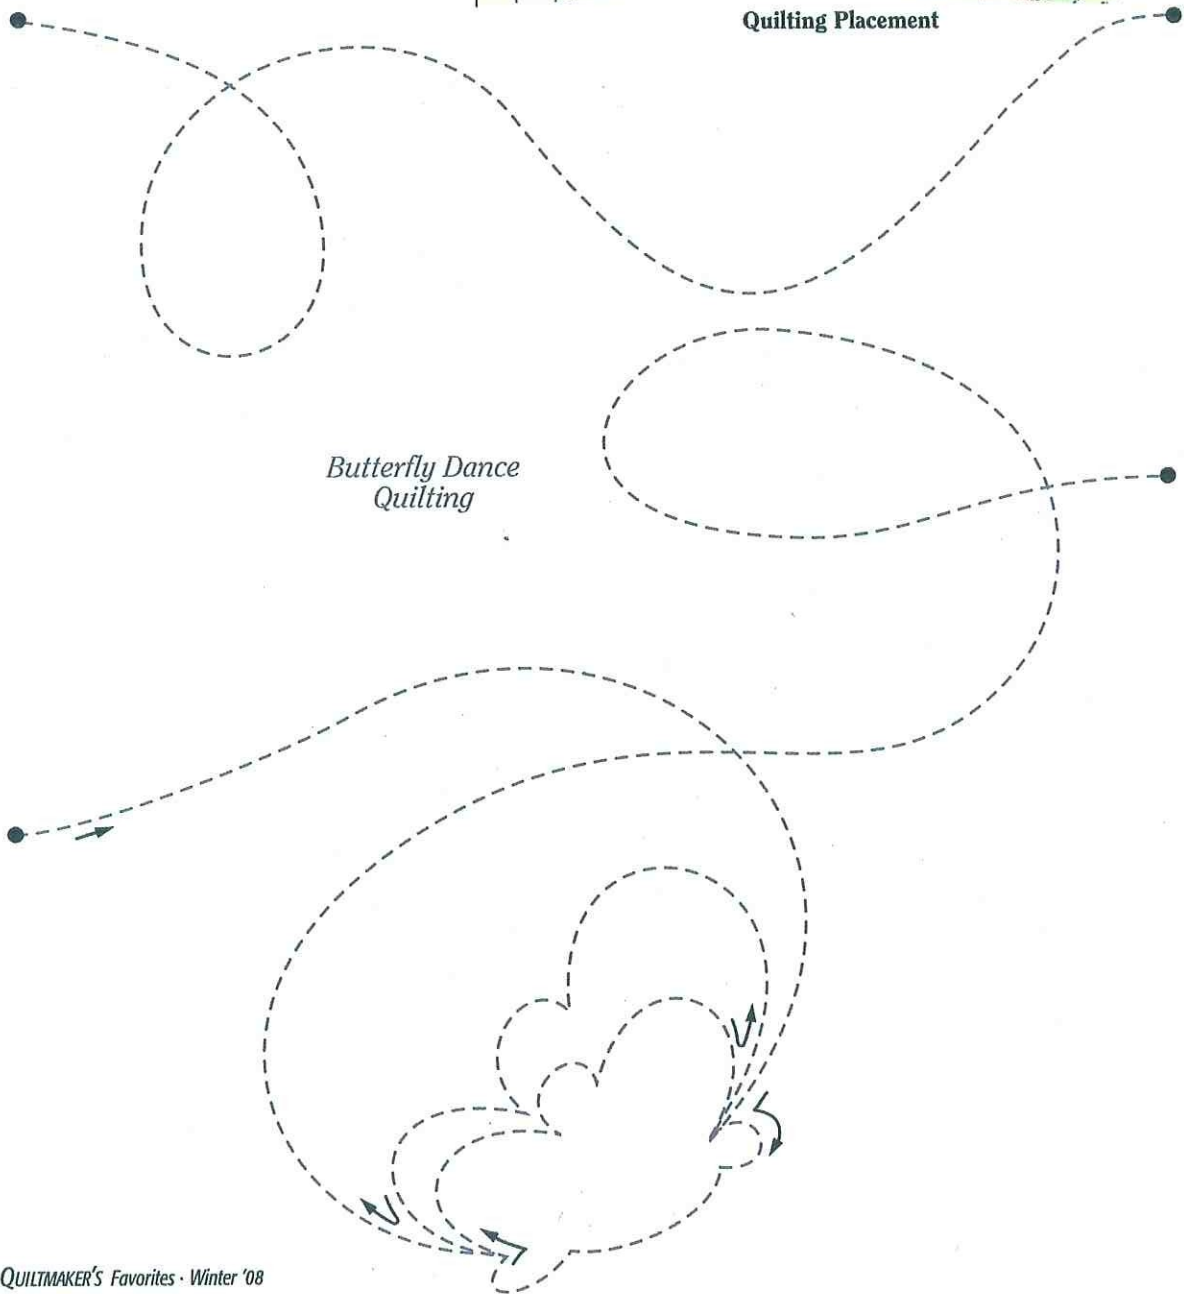 Quilting Placement
Butterfly Dance
Quilting
QUILTMAKER'S Favorites · Winter '08